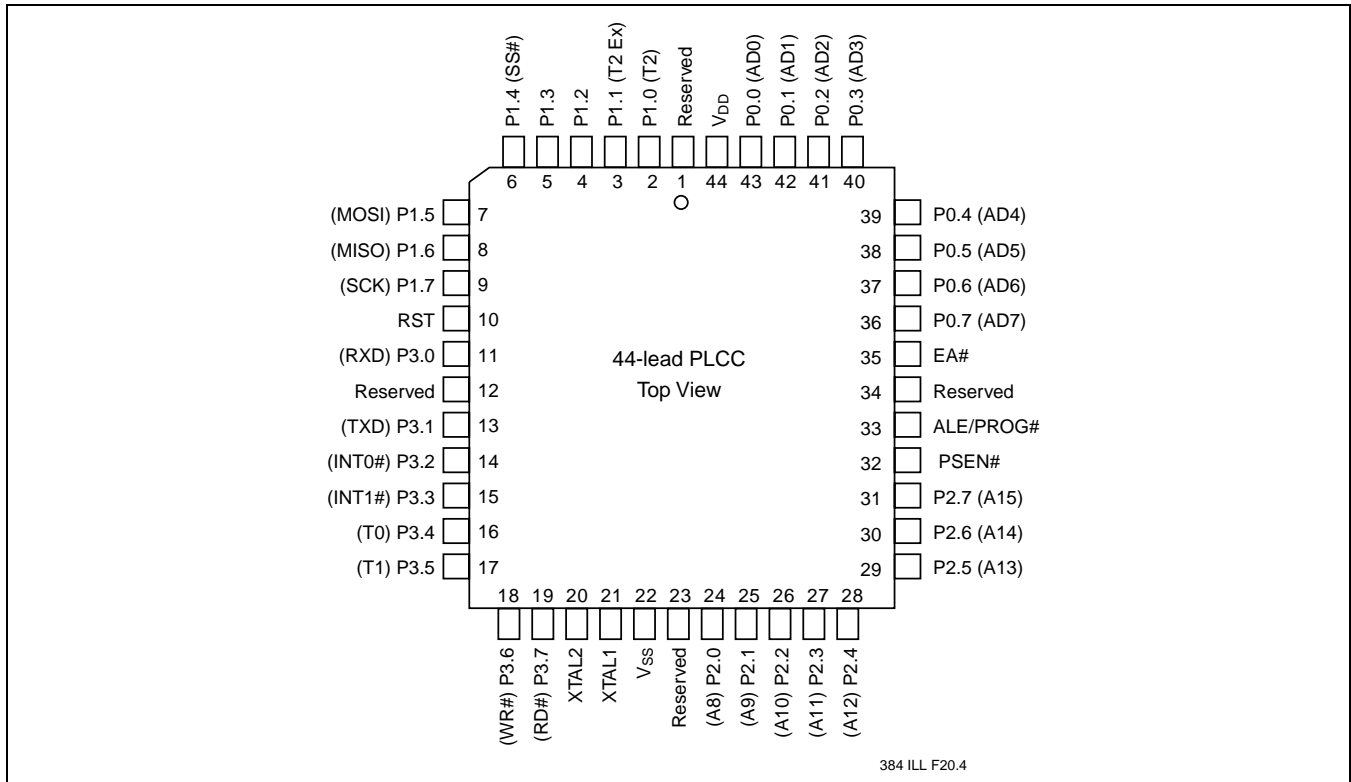 P1.4 (SS#)
P1.3
P1.2
P1.1 (T2 Ex)
P1.0 (T2)
Reserved
VDD
P0.0 (AD0)
P0.1 (AD1)
P0.2 (AD2)
P0.3 (AD3)
6 5 4 3 2 1 44 43 42 41 40
(MOSI) P1.5 7 39 P0.4 (AD4)
(MISO) P1.6 8 38 P0.5 (AD5)
(SCK) P1.7 9 37 P0.6 (AD6)
RST 10 36 P0.7 (AD7)
(RXD) P3.0 11 35 EA#
Reserved 12 34 Reserved
(TXD) P3.1 13 33 ALE/PROG#
(INT0#) P3.2 14 32 PSEN#
(INT1#) P3.3 15 31 P2.7 (A15)
(T0) P3.4 16 30 P2.6 (A14)
(T1) P3.5 17 29 P2.5 (A13)
44-lead PLCC
Top View
18 19 20 21 22 23 24 25 26 27 28
(WR#) P3.6
(RD#) P3.7
XTAL2
XTAL1
VSS
Reserved
(A8) P2.0
(A9) P2.1
(A10) P2.2
(A11) P2.3
(A12) P2.4
384 ILL F20.4